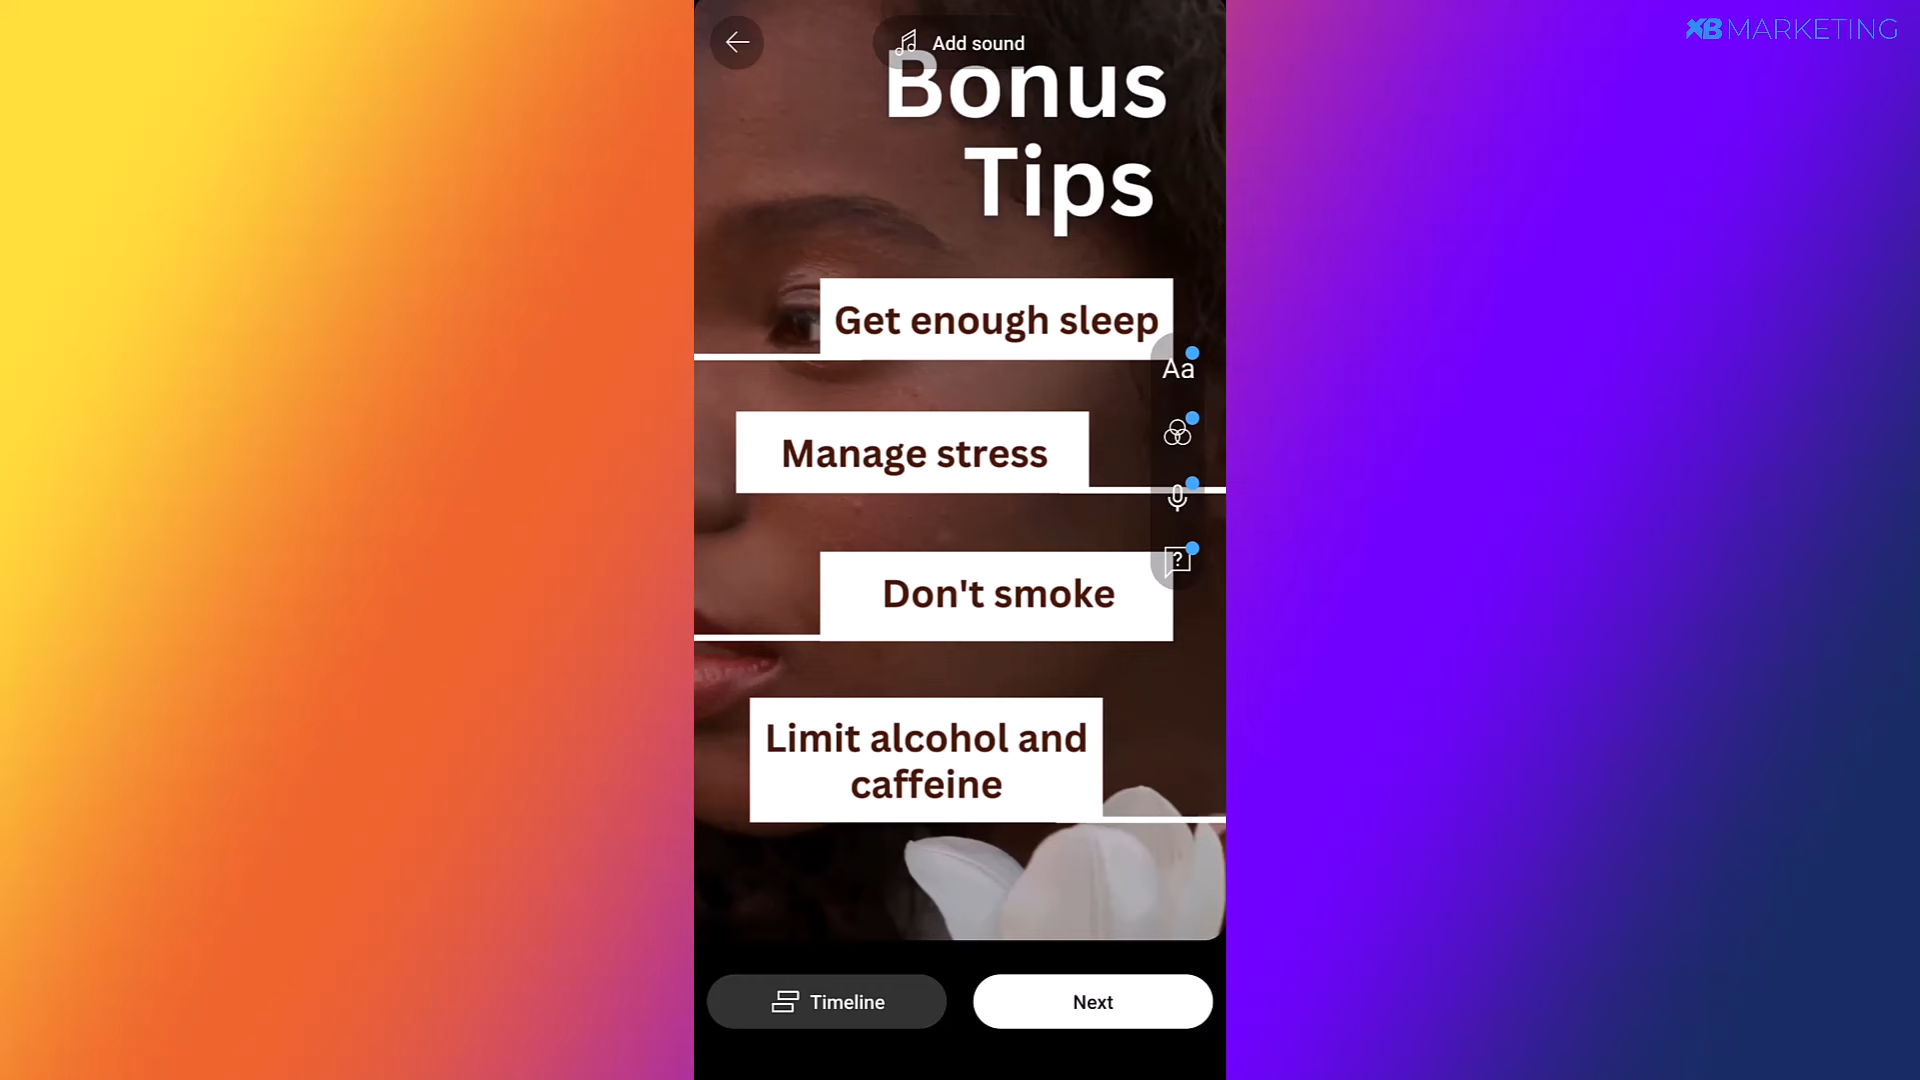 XB MARKETING
Add sound
Bonus
Tips
Get enough sleep
Aa
Manage stress
?
Don't smoke
Limit alcohol and
caffeine
Timeline
Next